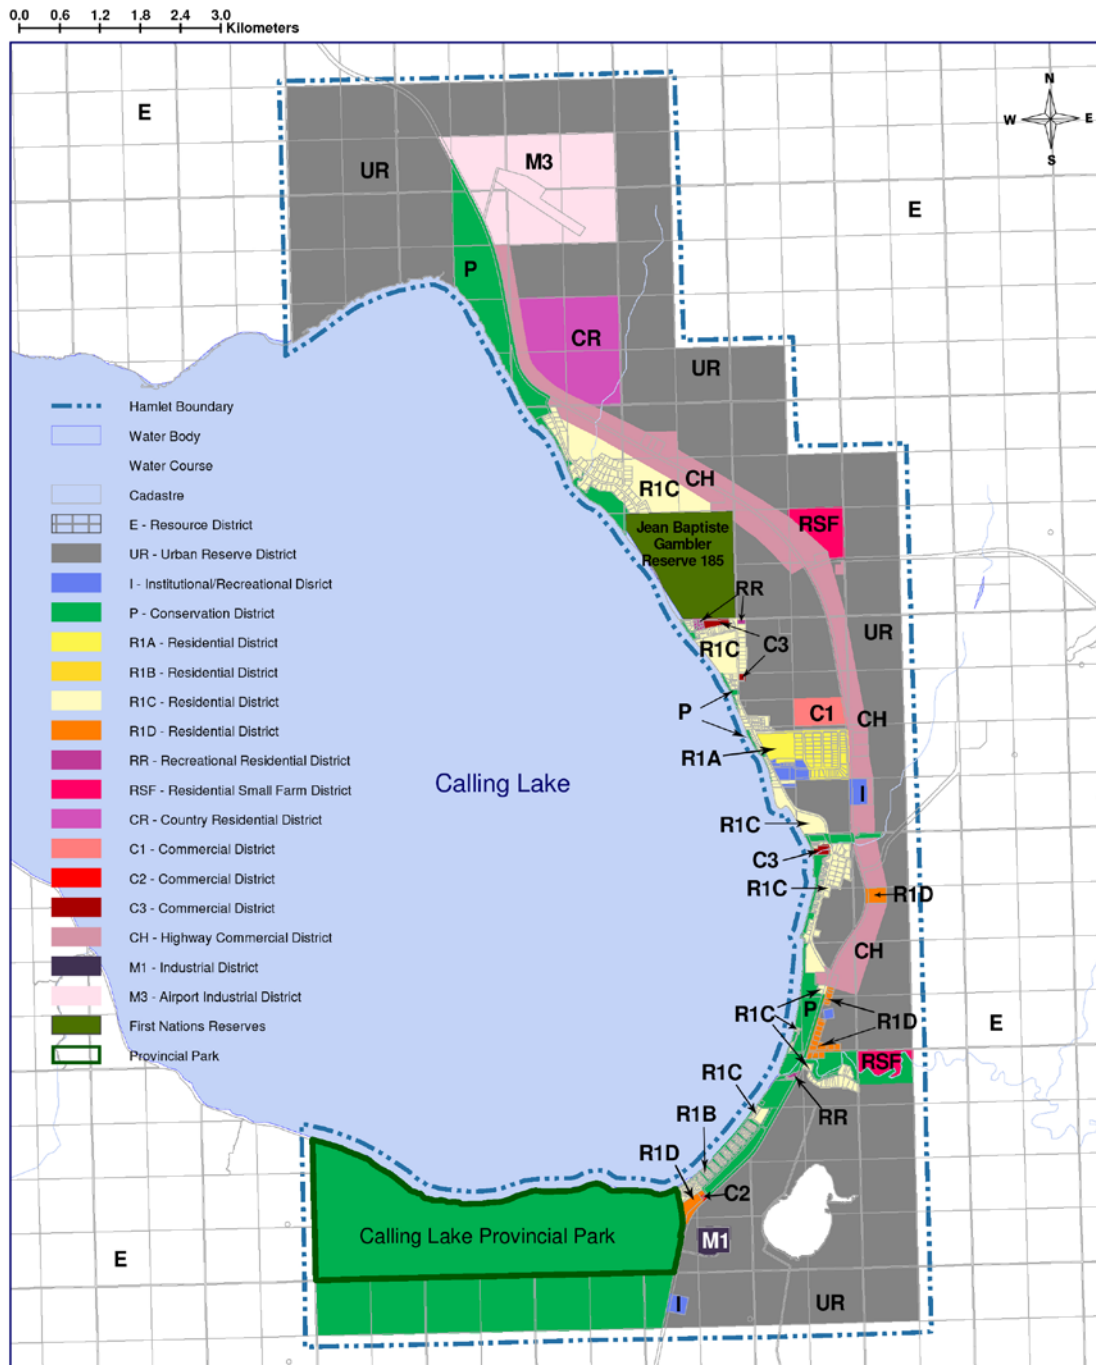 0.0 0.6 1.2 1.8 2.4 3.0
Kilometers
N
W E
S
E
UR
M3
E
P
CR
UR
Hamlet Boundary
Water Body
Water Course
Cadastre
E - Resource District
UR - Urban Reserve District
I - Institutional/Recreational District
P - Conservation District
R1A - Residential District
R1B - Residential District
R1C - Residential District
R1D - Residential District
RR - Recreational Residential District
RSF - Residential Small Farm District
CR - Country Residential District
C1 - Commercial District
C2 - Commercial District
C3 - Commercial District
CH - Highway Commercial District
M1 - Industrial District
M3 - Airport Industrial District
First Nations Reserves
Provincial Park
CH
R1C
RSF
Jean Baptiste
Gambler
Reserve 185
RR
UR
C3
R1C
P
C1
CH
R1A
Calling Lake
I
R1C
C3
R1C
R1D
CH
P
R1C
R1D
E
RSF
R1C
RR
R1B
R1D
C2
Calling Lake Provincial Park
M1
E
I
UR